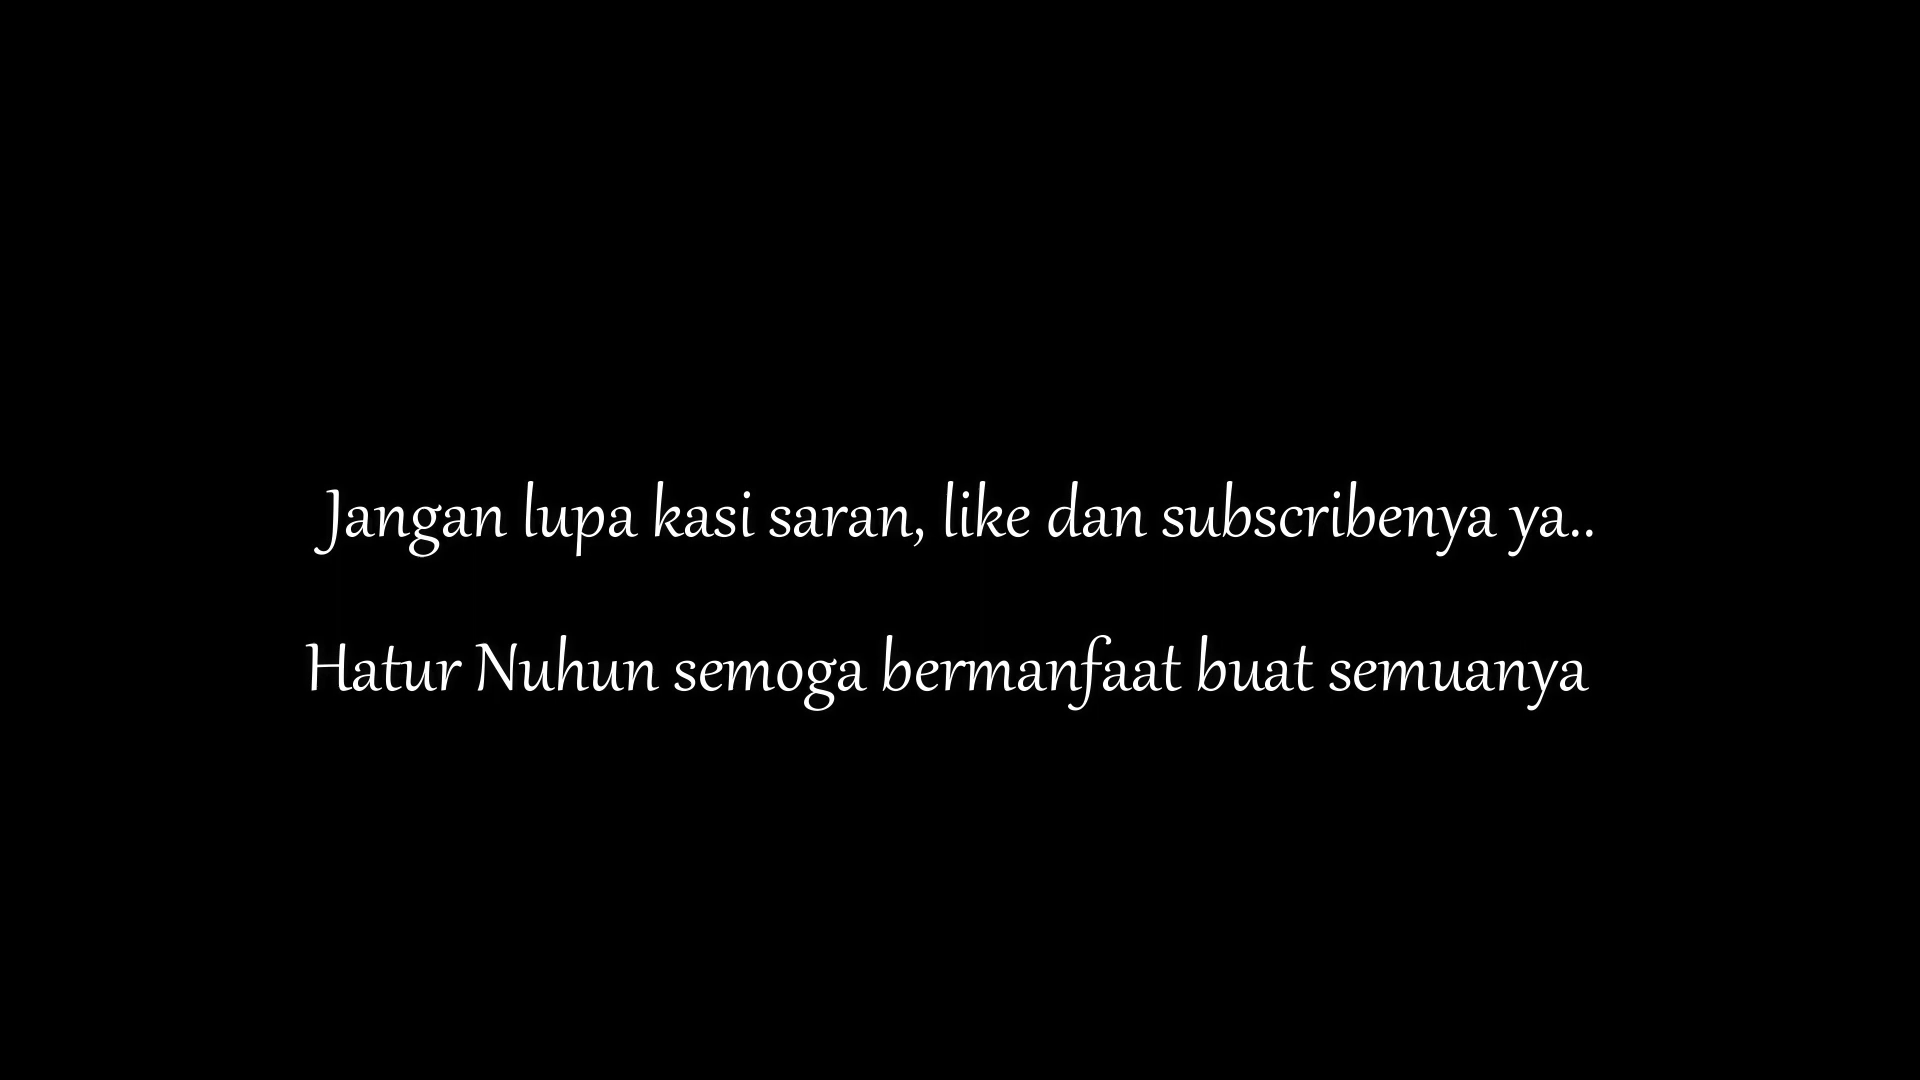 Jangan lupa kasi saran, like dan subscribenya ya..
Hatur Nuhun semoga bermanfaat buat semuanya